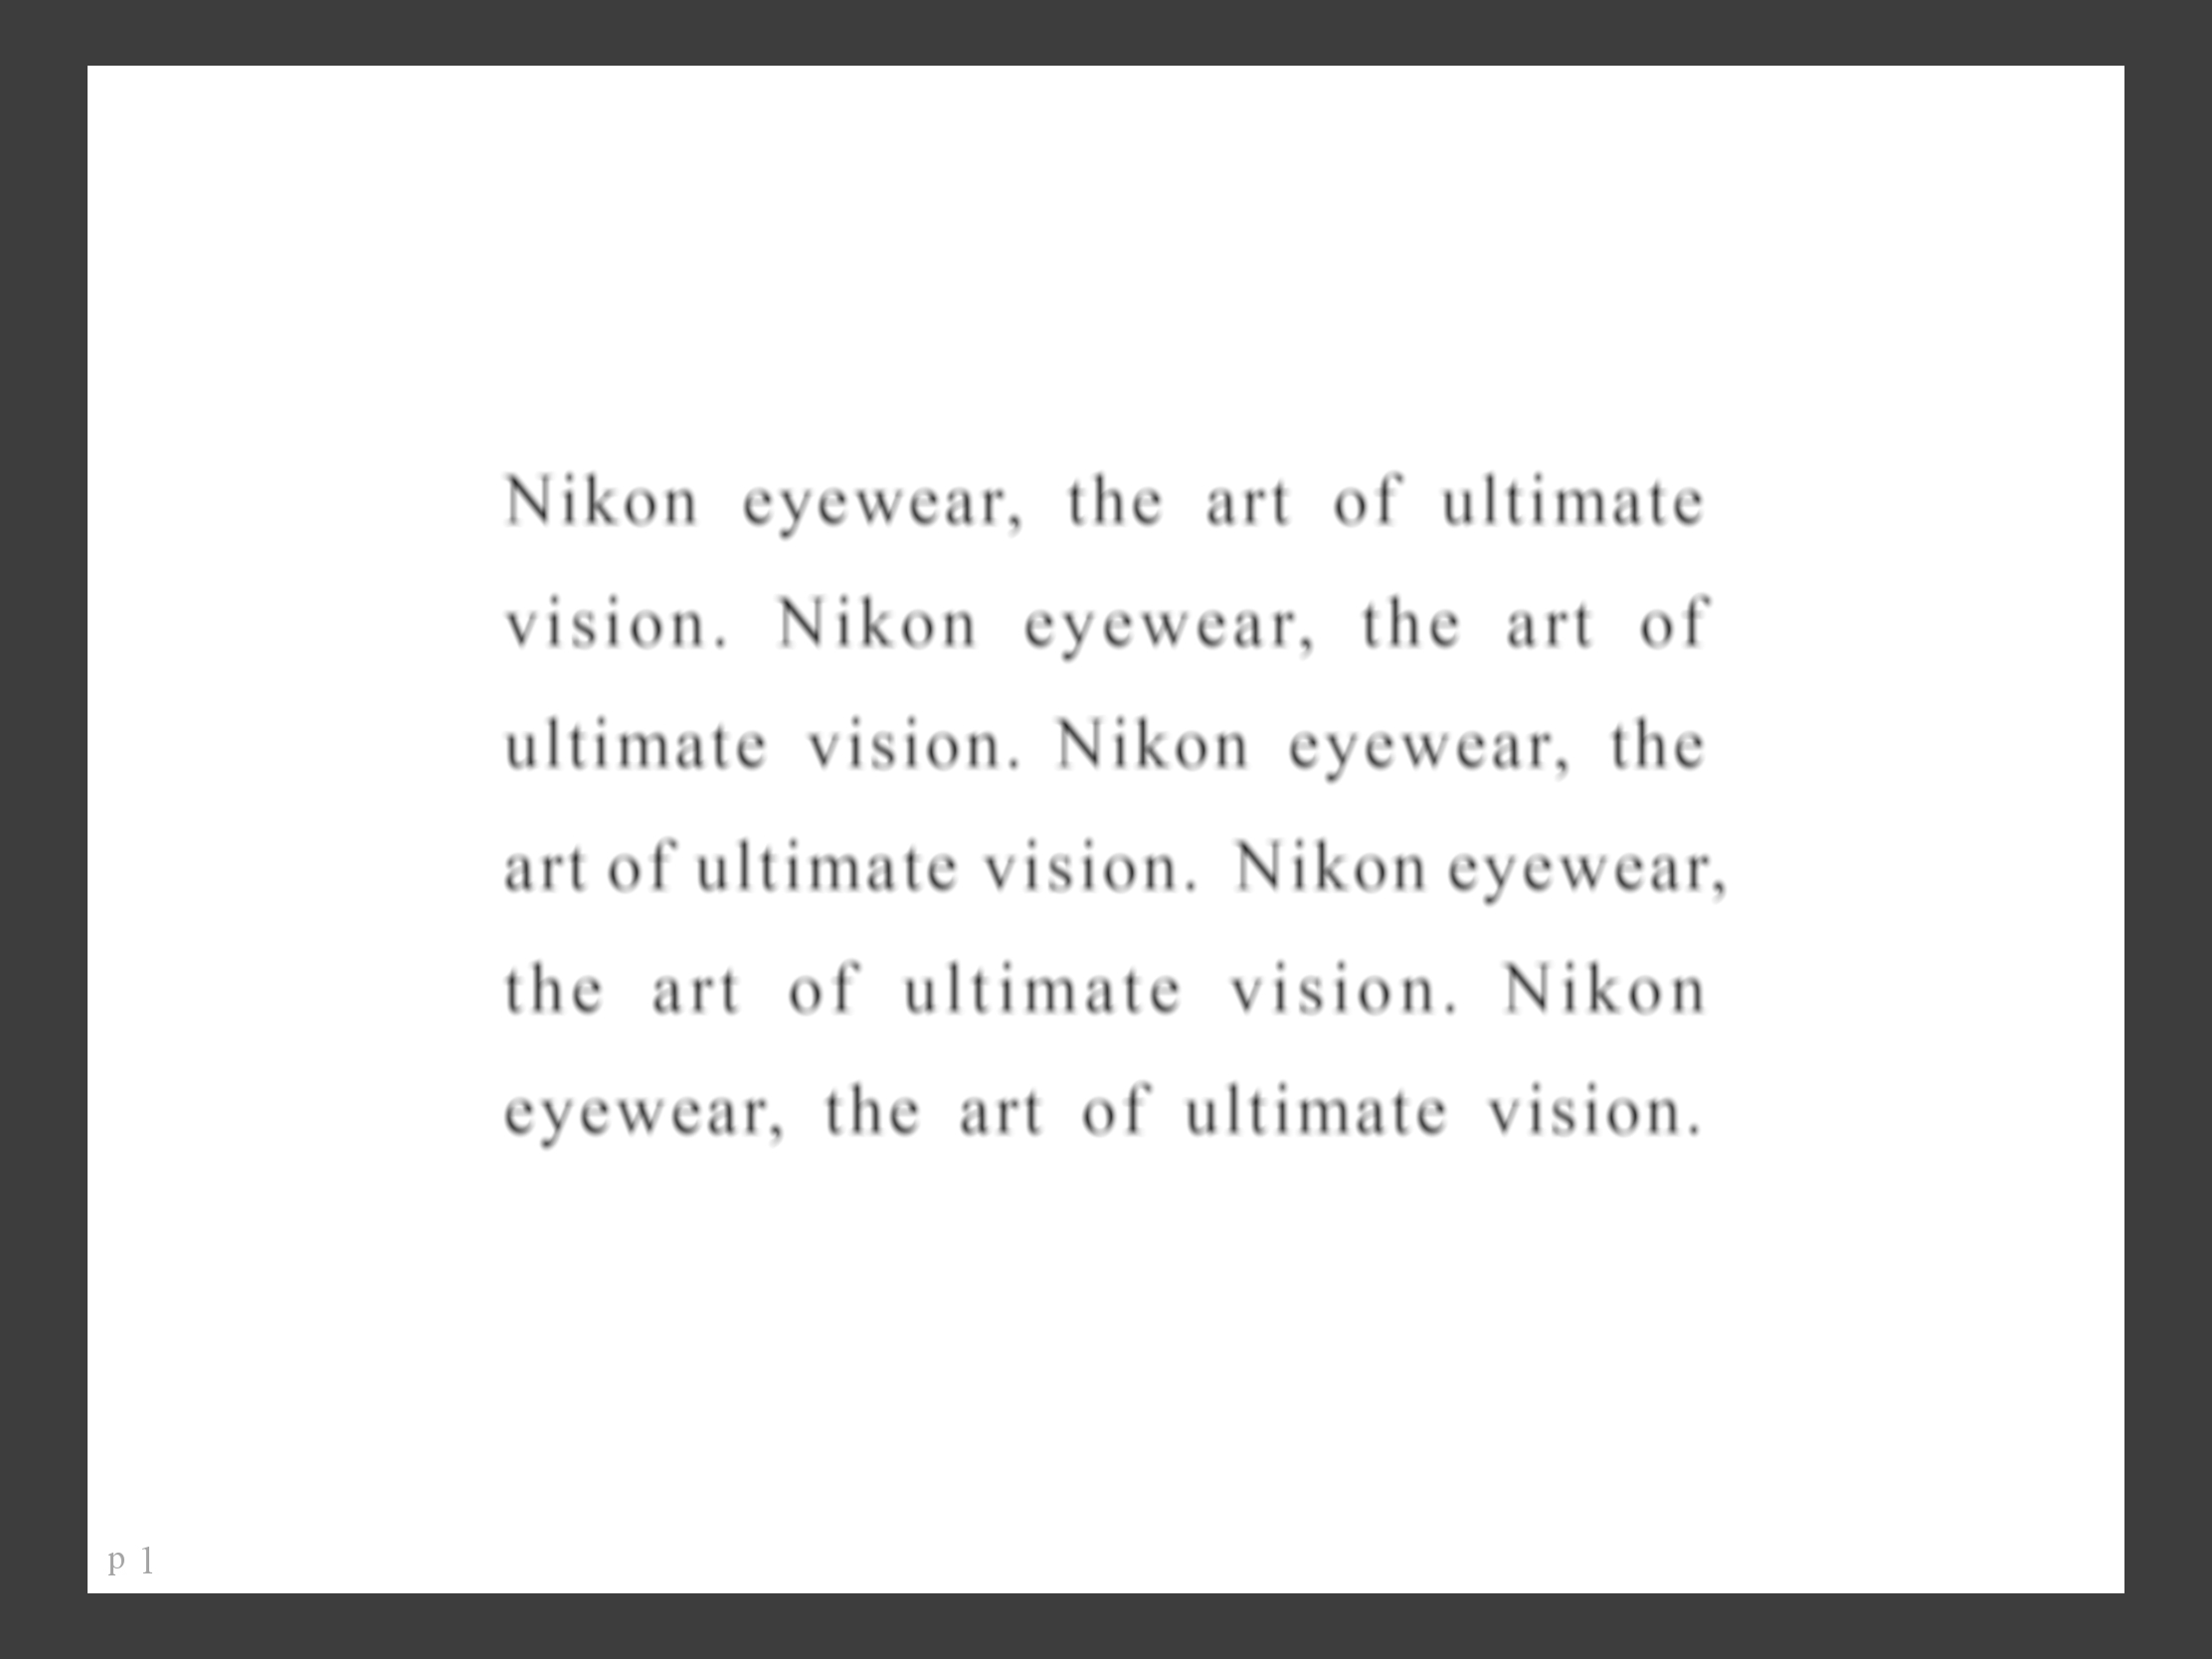 Nikon eyewear, the art of ultimate
vision. Nikon eyewear, the art of
ultimate vision. Nikon eyewear, the
art of ultimate vision. Nikon eyewear,
the art of ultimate vision. Nikon
eyewear, the art of ultimate vision.
p 1